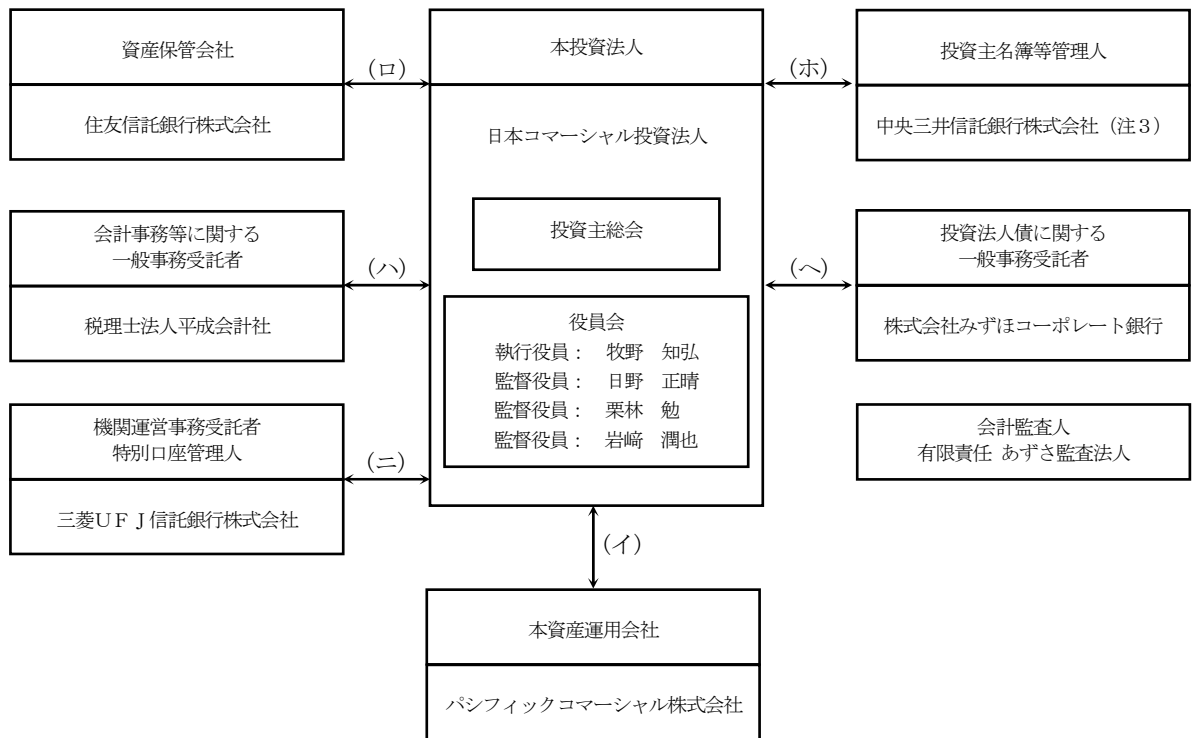 資産保管会社
住友信託銀行株式会社
(ロ)
会計事務等に関する
一般事務受託者
税理士法人平成会計社
(ハ)
機関運営事務受託者
特別口座管理人
三菱UFJ信託銀行株式会社
(ニ)
本投資法人
日本コマーシャル投資法人
投資主総会
役員会
執行役員： 牧野 知弘
監督役員： 日野 正晴
監督役員： 栗林 勉
監督役員： 岩﨑 潤也
(ホ)
投資主名簿等管理人
中央三井信託銀行株式会社（注３）
(ヘ)
投資法人債に関する
一般事務受託者
株式会社みずほコーポレート銀行
会計監査人
有限責任 あずさ監査法人
(イ)
本資産運用会社
パシフィックコマーシャル株式会社